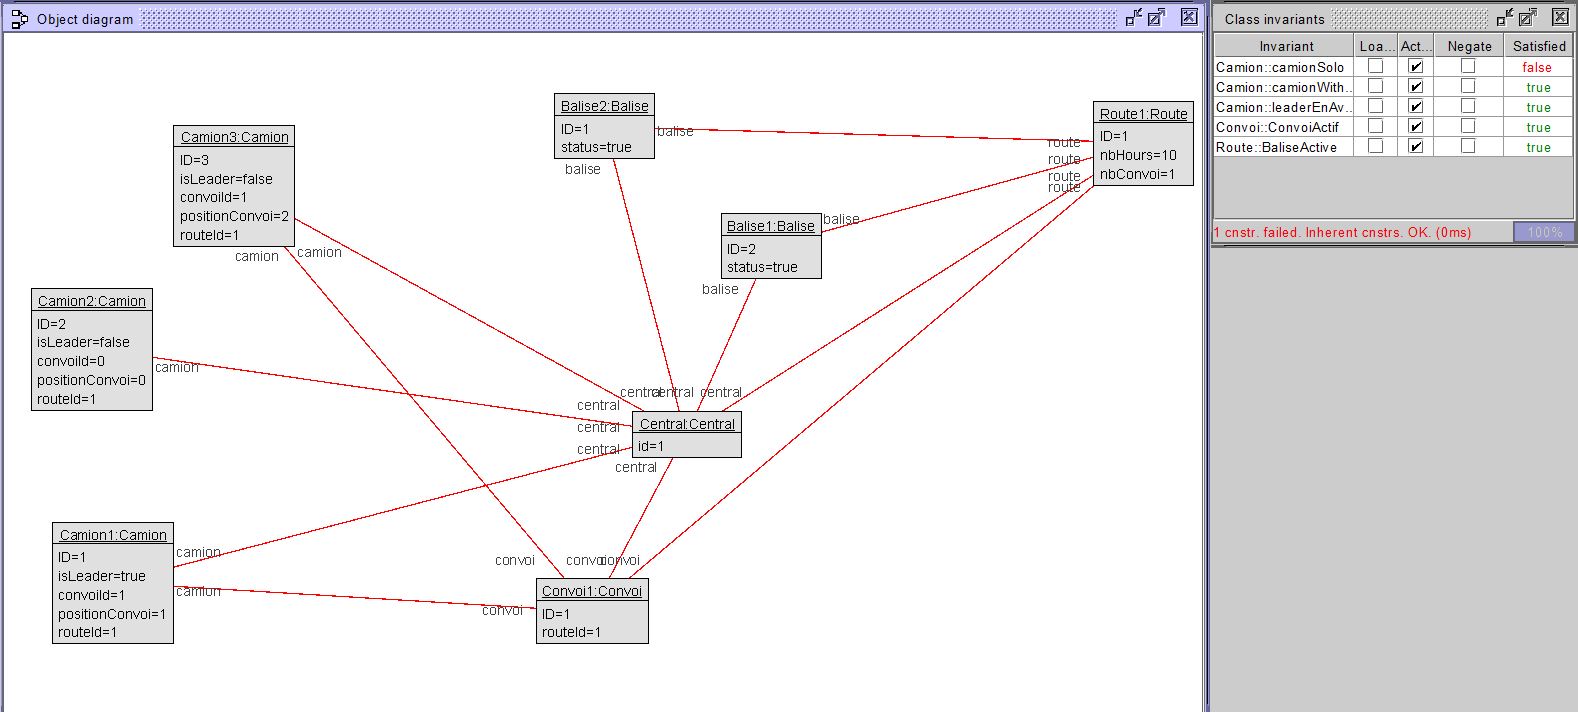 Object diagram
Camion3:Camion
ID=3
isLeader=false
convoiId=1
positionConvoi=2
routeId=1
camion
camion
Balise2:Balise
ID=1
status=true
balise
balise
Route1:Route
ID=1
nbHours=10
nbConvoi=1
route
route
route
route
Balise1:Balise
ID=2
status=true
balise
balise
Camion2:Camion
ID=2
isLeader=false
convoiId=0
positionConvoi=0
routeId=1
camion
central
central
central
central
central
central
central
Central:Central
id=1
Camion1:Camion
ID=1
isLeader=true
convoiId=1
positionConvoi=1
routeId=1
camion
camion
convoi
convoi
convoi
convoi
Convoi1:Convoi
ID=1
routeId=1
Class invariants
Invariant Loa... Act... Negate Satisfied
Camion::camionSolo false
Camion::camionWith... true
Camion::leaderEnAv... true
Convoi::ConvoiActif true
Route::BaliseActive true
1 cnstr. failed. Inherent cnstrs. OK. (0ms) 100%